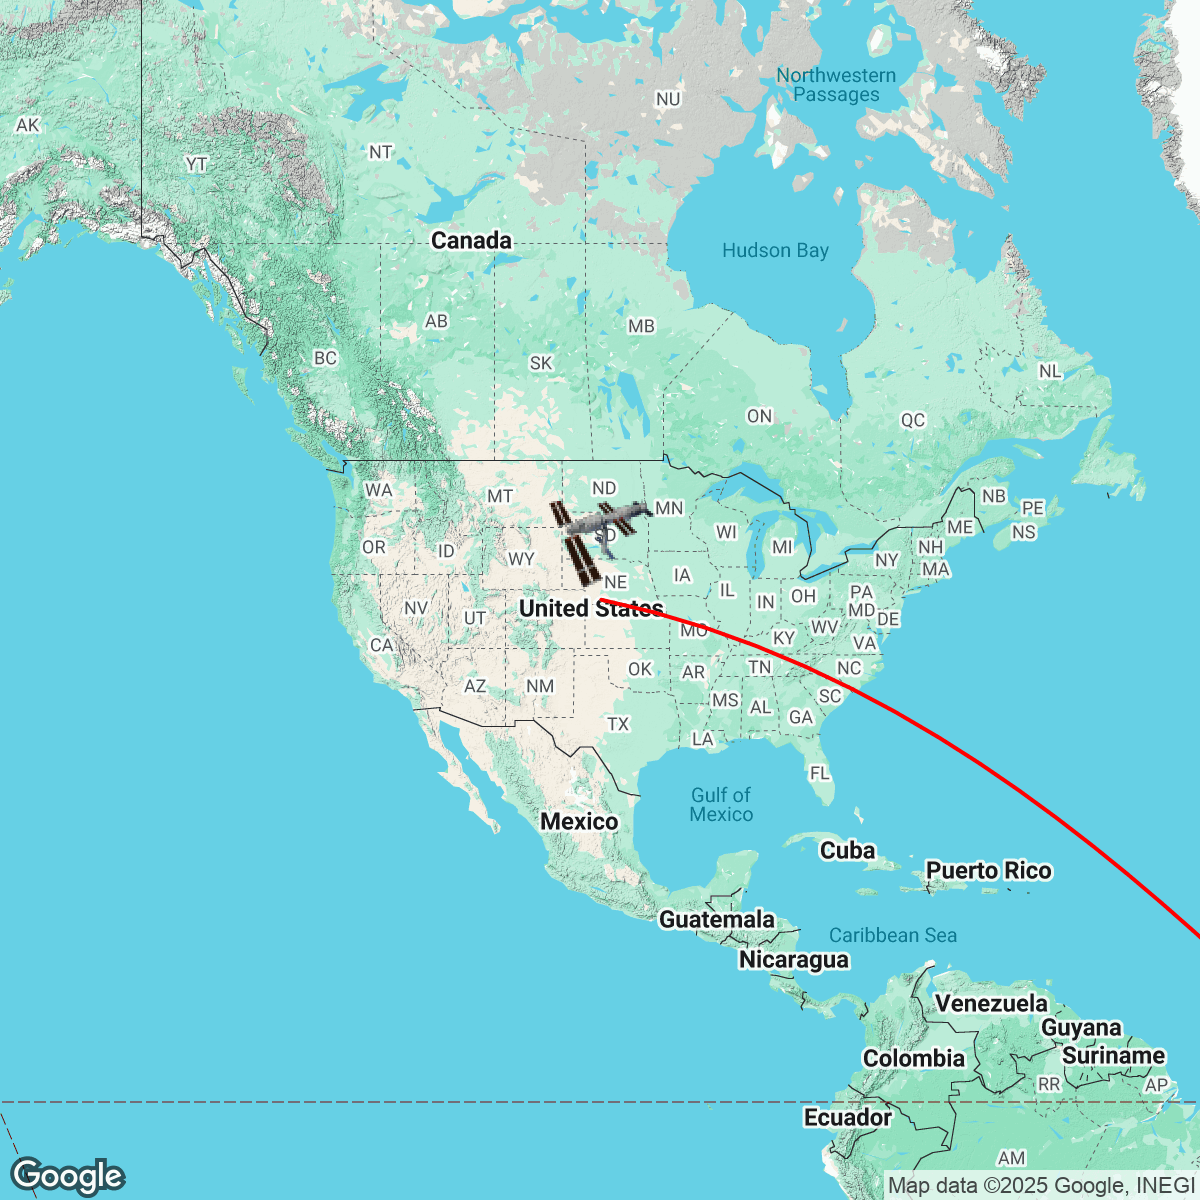 Northwestern
Passages
NU
AK
NT
YT
Canada
Hudson Bay
AB
MB
BC
SK
NL
ON
QC
WA
MT
ND
MN
NB
PE
NS
ME
WI
MI
OR
ID
WY
NY
NH
MA
NE
IA
IL
IN
OH
PA
MD
DE
United States
NV
UT
MO
WV
KY
VA
CA
OK
AR
TN
NC
AZ
NM
MS
AL
SC
GA
TX
LA
FL
Gulf of
Mexico
Mexico
Cuba
Puerto Rico
Guatemala
Caribbean Sea
Nicaragua
Venezuela
Guyana
Colombia
Suriname
RR
AP
Ecuador
AM
Google
Map data ©2025 Google, INEGI